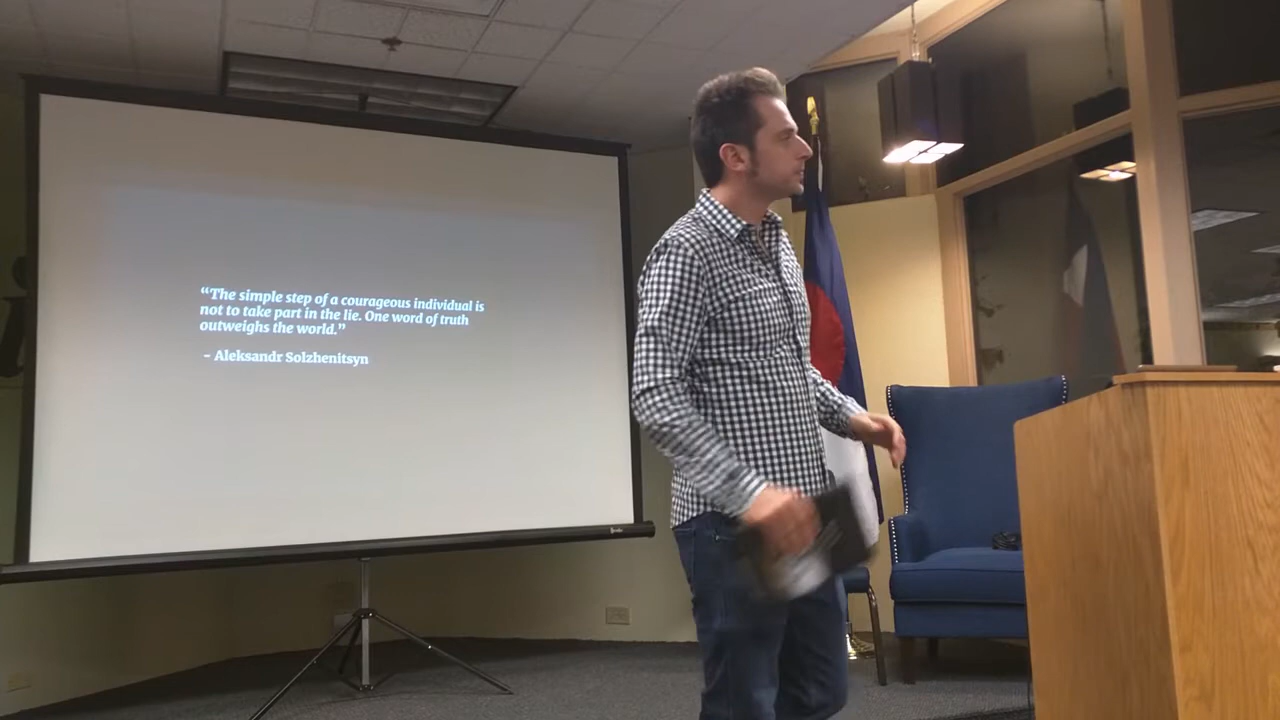 “The simple step of a courageous individual is
not to take part in the lie. One word of truth
outweighs the world.”
– Aleksandr Solzhenitsyn